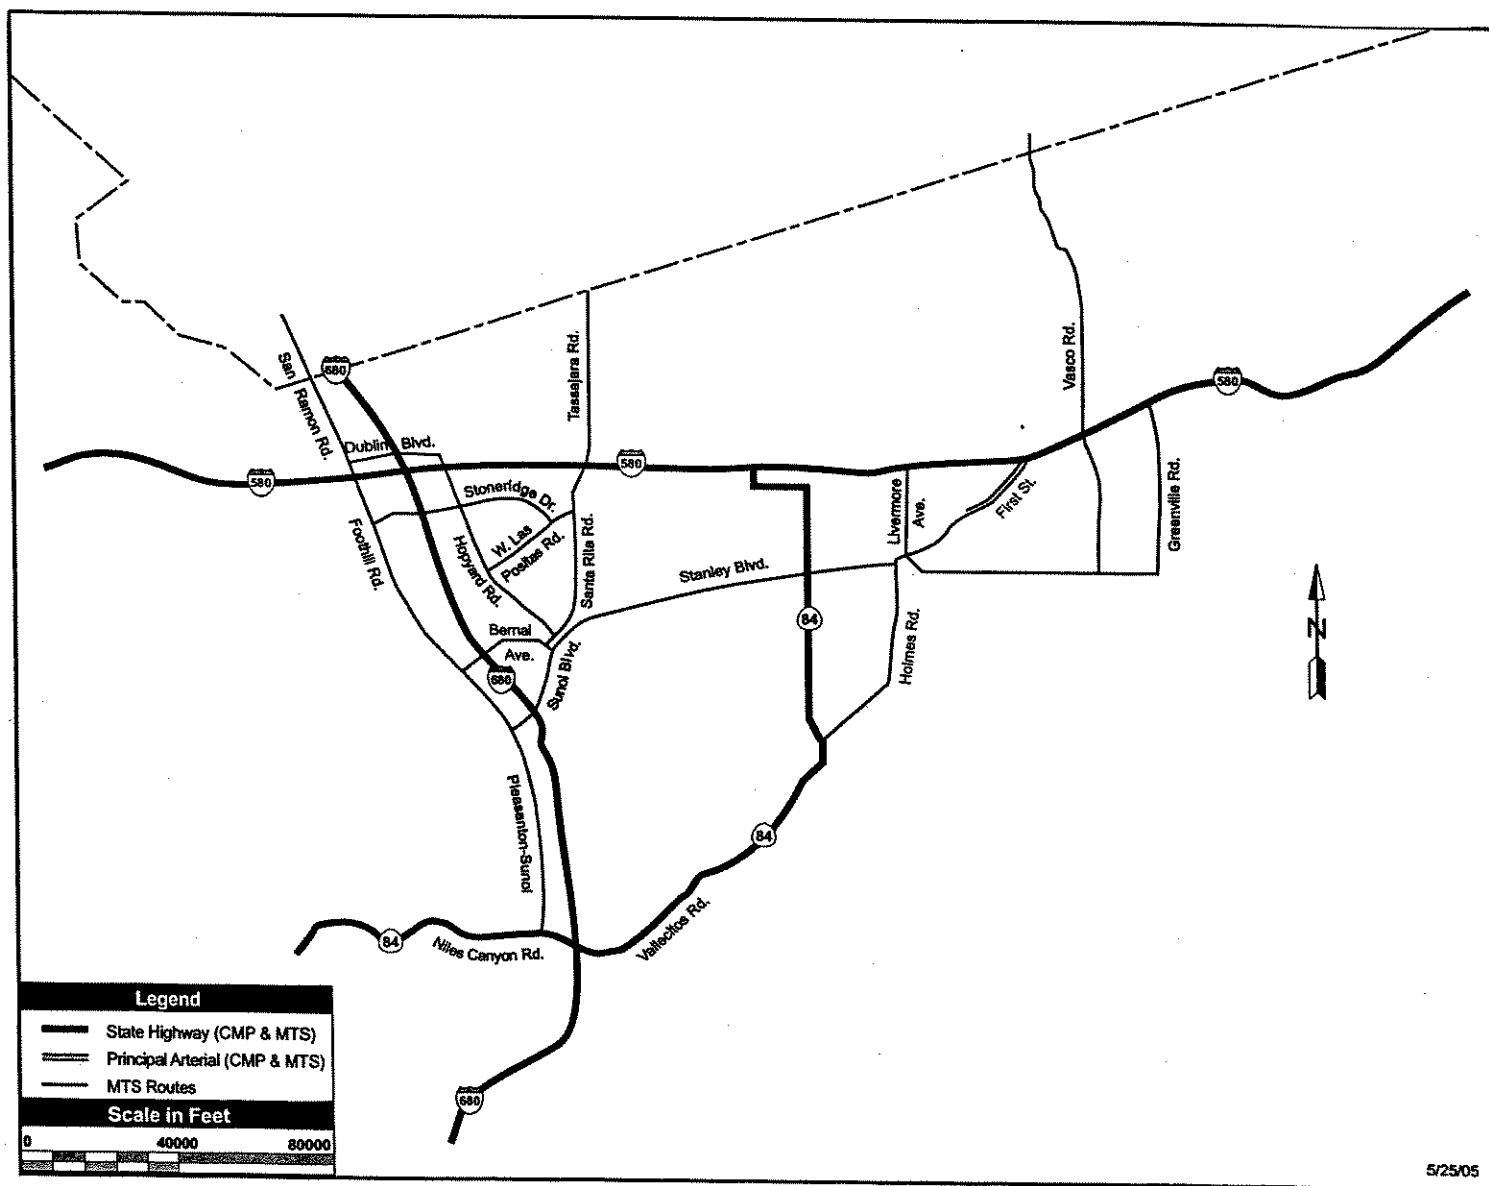 680
San
Ramon Rd.
Tassajara Rd.
Vasco Rd.
580
Dublin Blvd.
580
580
Stoneridge Dr.
Livermore
Ave.
First St.
Greenville Rd.
Foothill Rd.
Hopyard Rd.
W. Las
Positas Rd.
Santa Rita Rd.
Stanley Blvd.
84
Holmes Rd.
N
Bernal
Ave.
680
Sunol Blvd.
Pleasanton-Sunol
84
84
Niles Canyon Rd.
Vallecitos Rd.
680
Legend
State Highway (CMP & MTS)
Principal Arterial (CMP & MTS)
MTS Routes
Scale in Feet
0 40000 80000
5/25/05